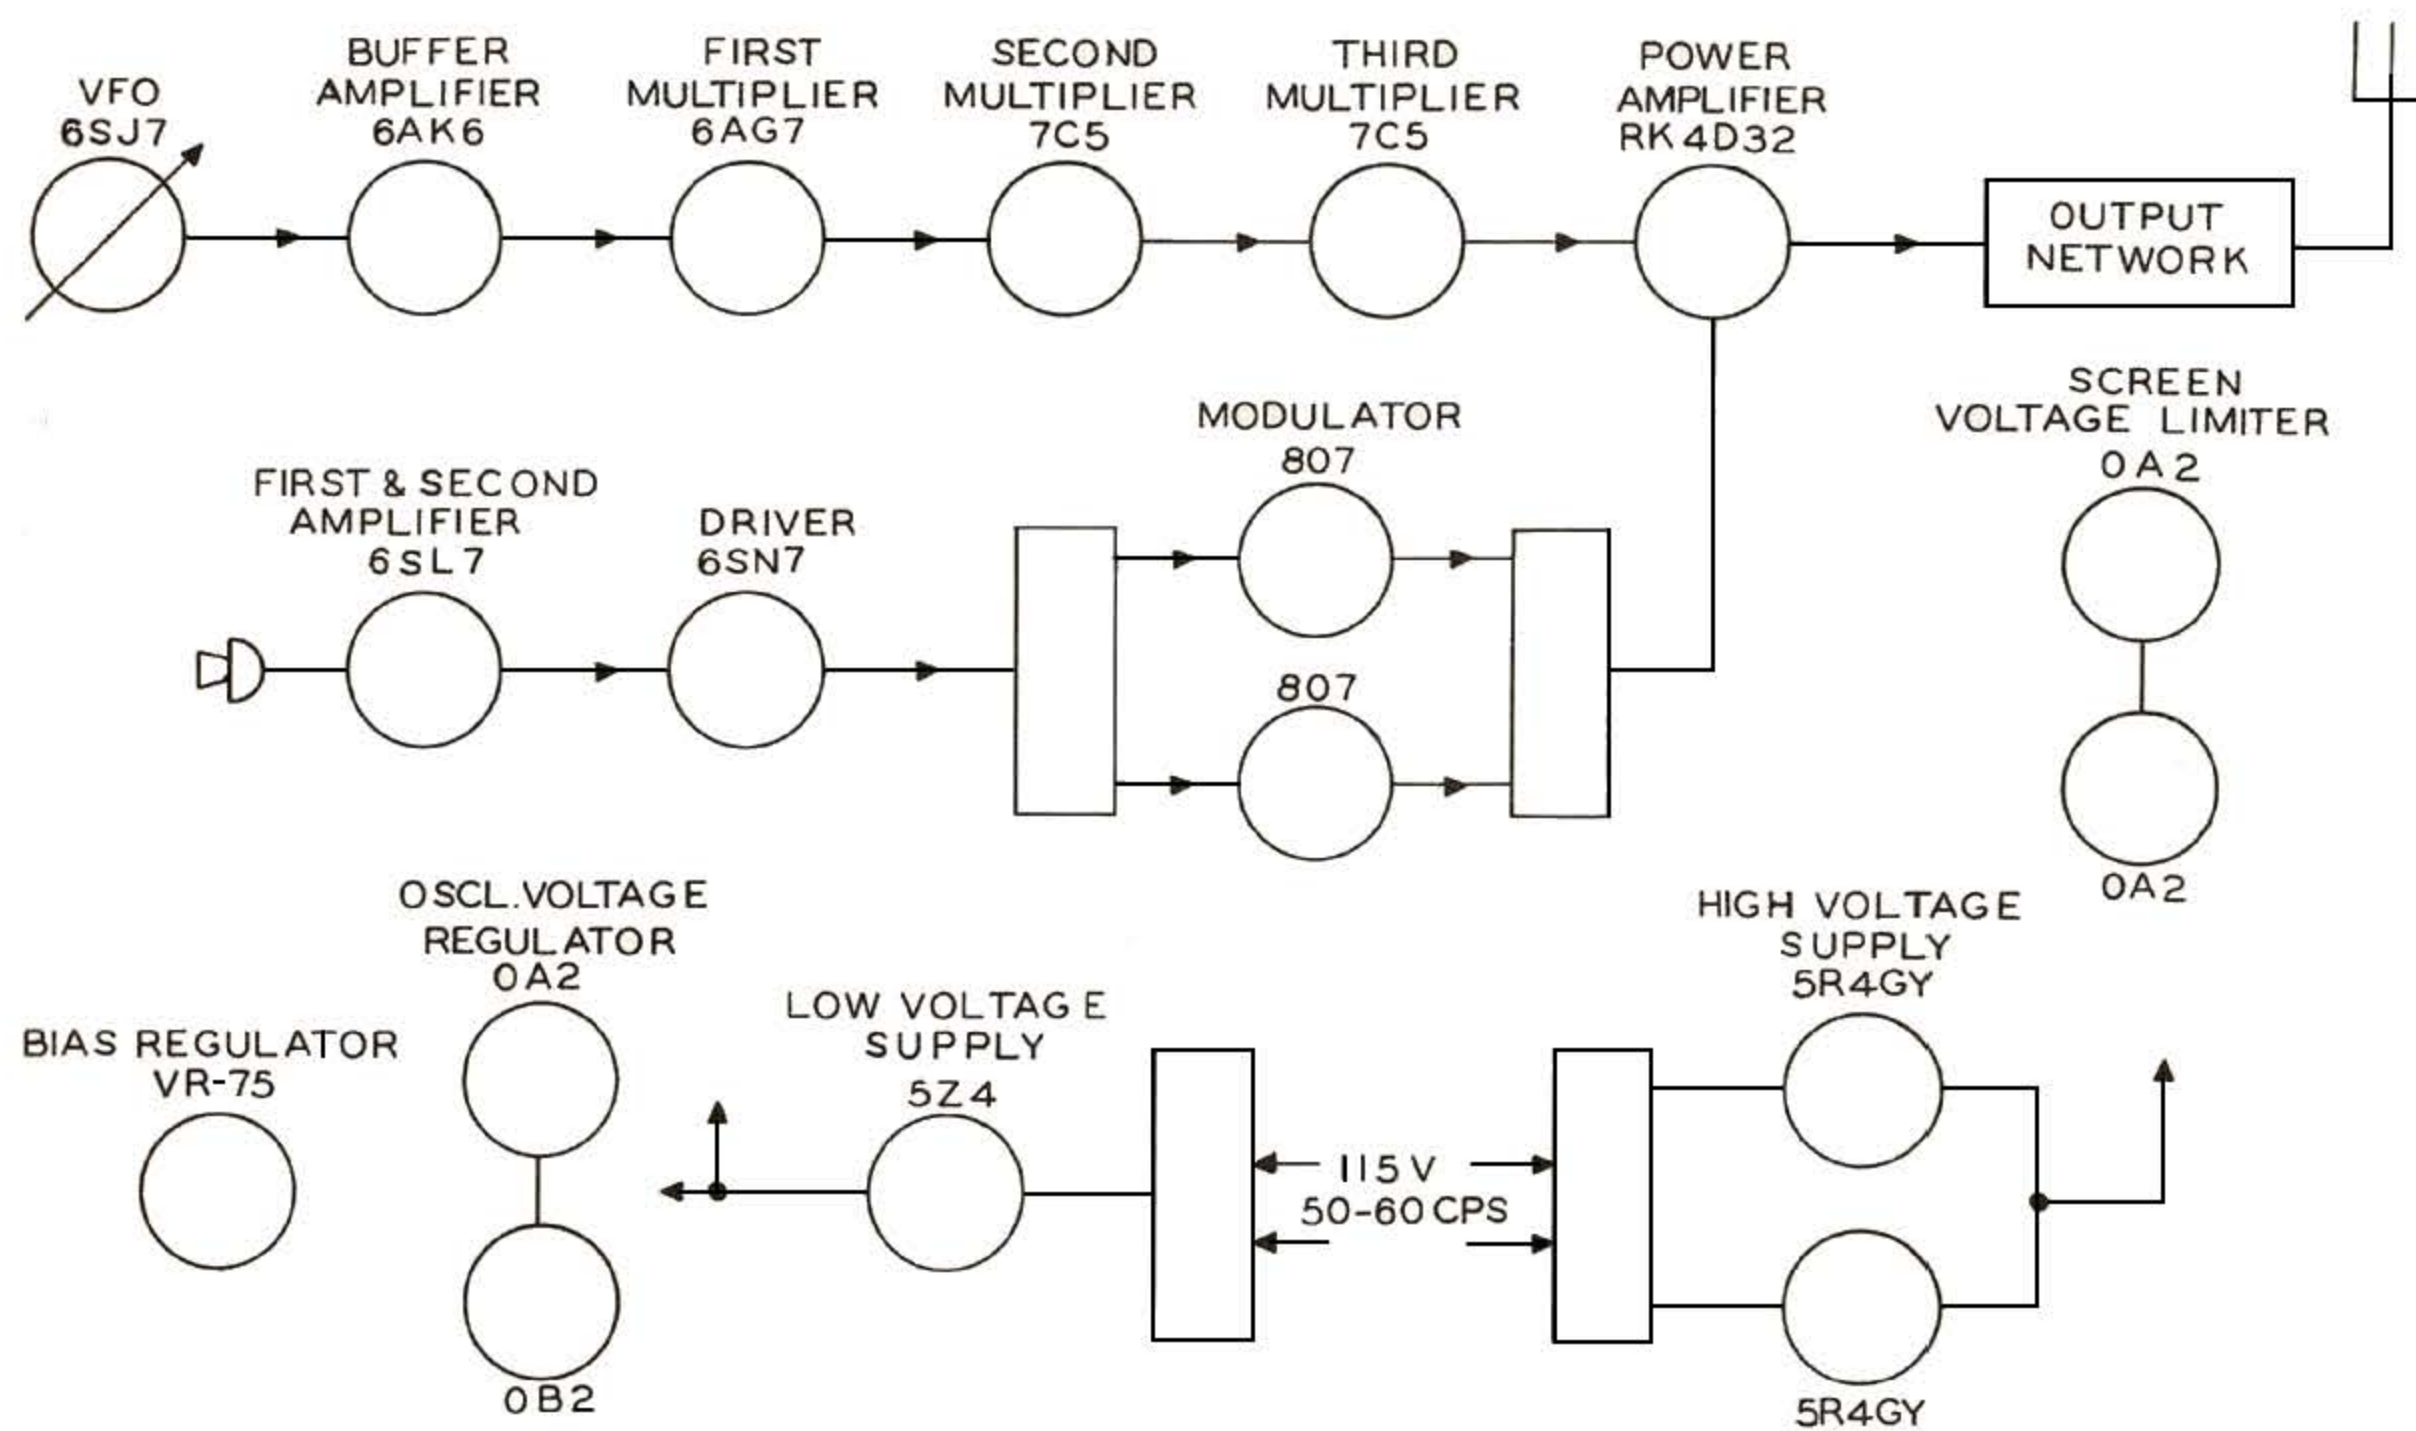 VFO
6SJ7
BUFFER
AMPLIFIER
6AK6
FIRST
MULTIPLIER
6AG7
SECOND
MULTIPLIER
7C5
THIRD
MULTIPLIER
7C5
POWER
AMPLIFIER
RK4D32
OUTPUT
NETWORK
FIRST & SECOND
AMPLIFIER
6SL7
DRIVER
6SN7
MODULATOR
807
807
SCREEN
VOLTAGE LIMITER
0A2
0A2
BIAS REGULATOR
VR-75
OSCL.VOLTAGE
REGULATOR
0A2
0B2
LOW VOLTAGE
SUPPLY
5Z4
115V
50-60CPS
HIGH VOLTAGE
SUPPLY
5R4GY
5R4GY